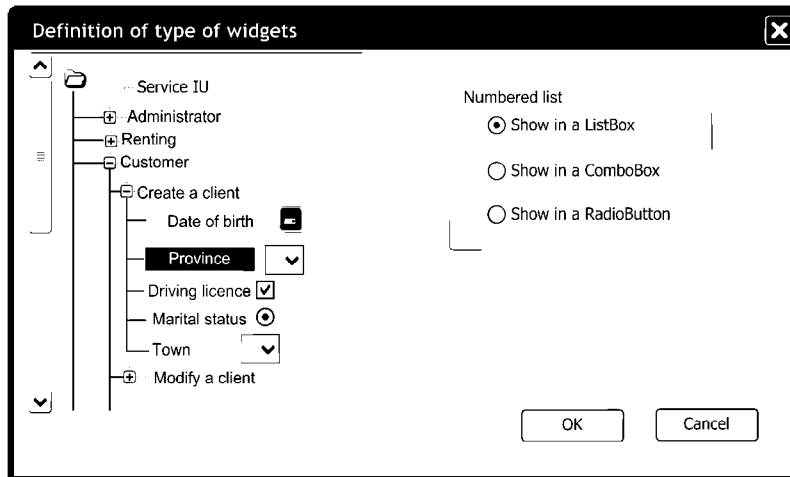 Definition of type of widgets
Service IU
Administrator
Renting
Customer
Create a client
Date of birth
Province
Driving licence
Marital status
Town
Modify a client
Numbered list
Show in a ListBox
Show in a ComboBox
Show in a RadioButton
OK
Cancel